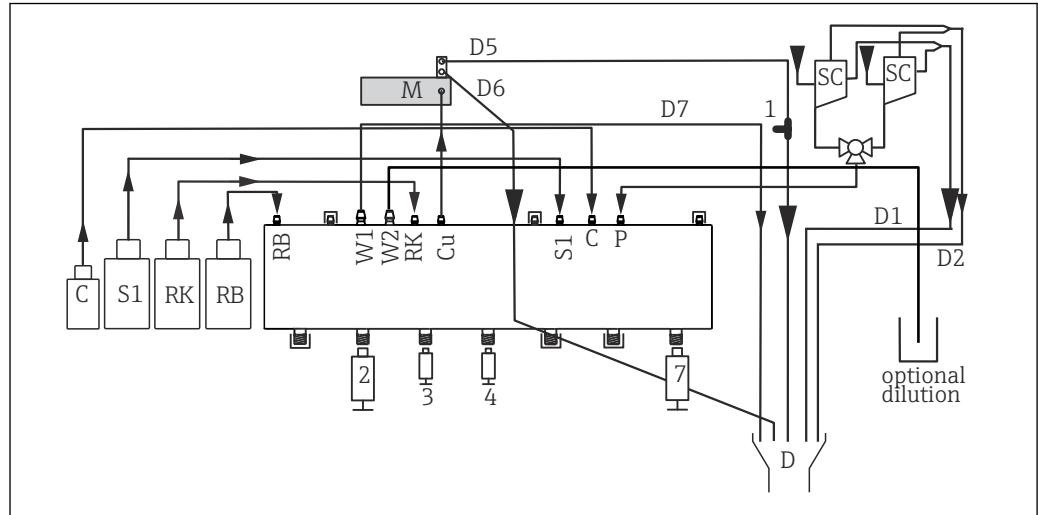 D5
SC
SC
M
D6
D7
1
D1
D2
RB
W1
W2
RK
Cu
S1
C
P
C
S1
RK
RB
2
3
4
7
optional
dilution
D